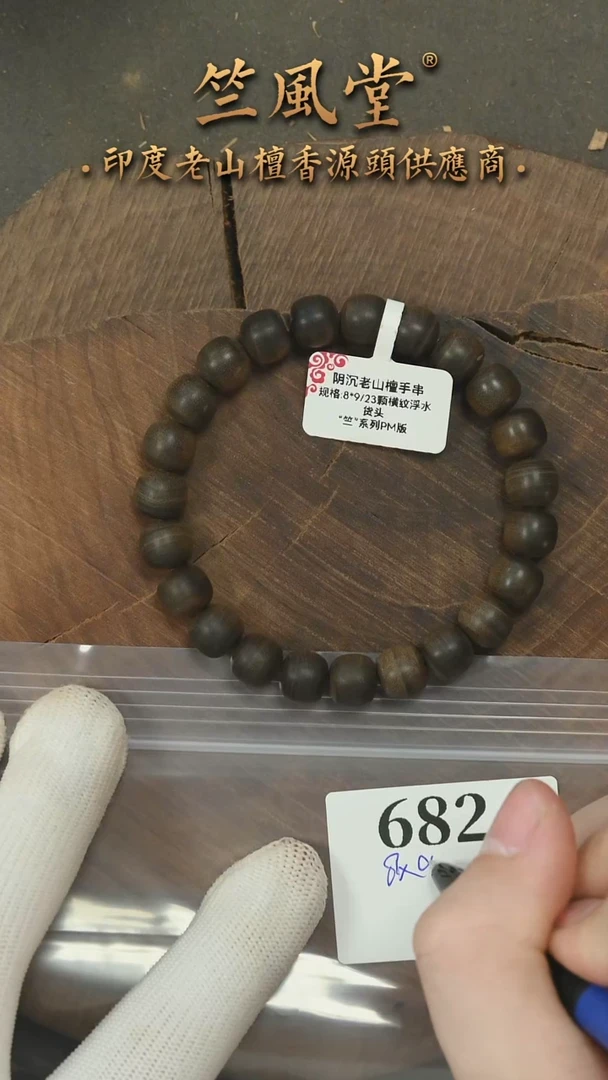 竺風堂®
·印度老山檀香源頭供應商·
阴沉老山檀手串
规格:8*9/23颗横纹浮水
货头
"竺"系列PM版
682
8x9